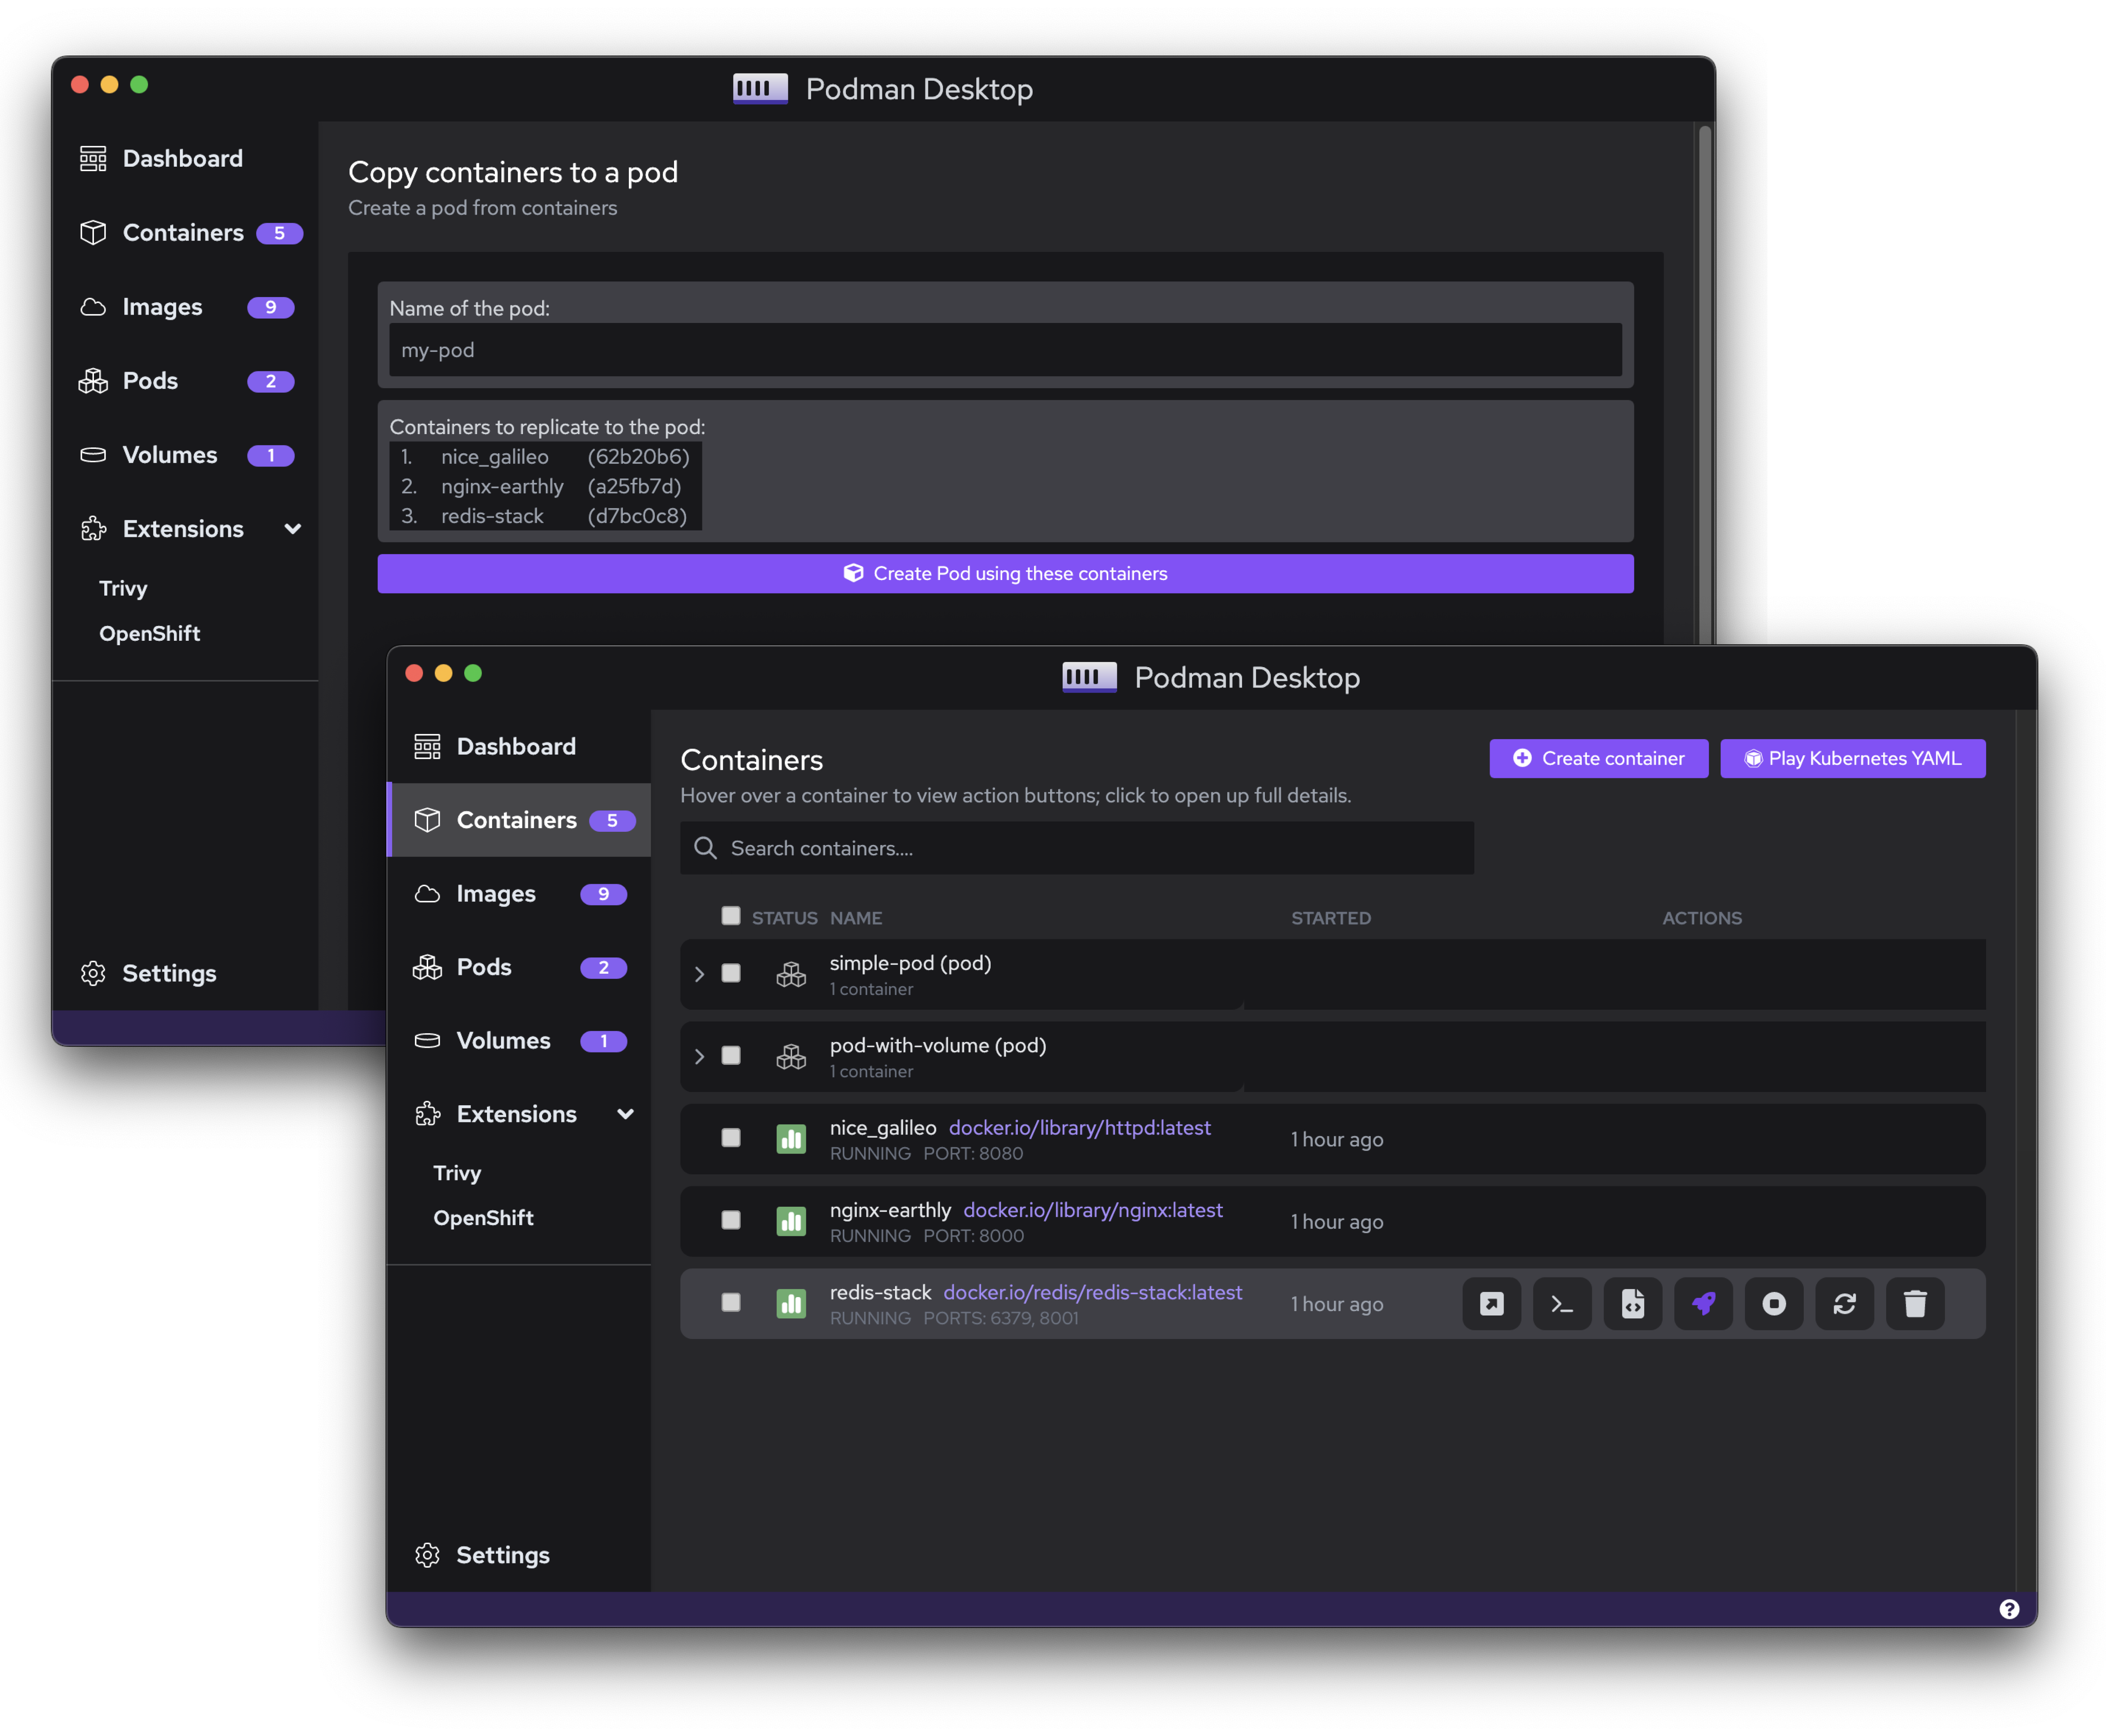 Podman Desktop
Dashboard
Containers 5
Images 9
Pods 2
Volumes 1
Extensions
Trivy
OpenShift
Settings
Copy containers to a pod
Create a pod from containers
Name of the pod:
my-pod
Containers to replicate to the pod:
1. nice_galileo (62b20b6)
2. nginx-earthly (a25fb7d)
3. redis-stack (d7bc0c8)
Create Pod using these containers
Podman Desktop
Dashboard
Containers 5
Images 9
Pods 2
Volumes 1
Extensions
Trivy
OpenShift
Settings
Containers
Create container
Play Kubernetes YAML
Hover over a container to view action buttons; click to open up full details.
Search containers....
STATUS NAME STARTED ACTIONS
simple-pod (pod)
1 container
pod-with-volume (pod)
1 container
nice_galileo docker.io/library/httpd:latest
RUNNING PORT: 8080
1 hour ago
nginx-earthly docker.io/library/nginx:latest
RUNNING PORT: 8000
1 hour ago
redis-stack docker.io/redis/redis-stack:latest
RUNNING PORTS: 6379, 8001
1 hour ago